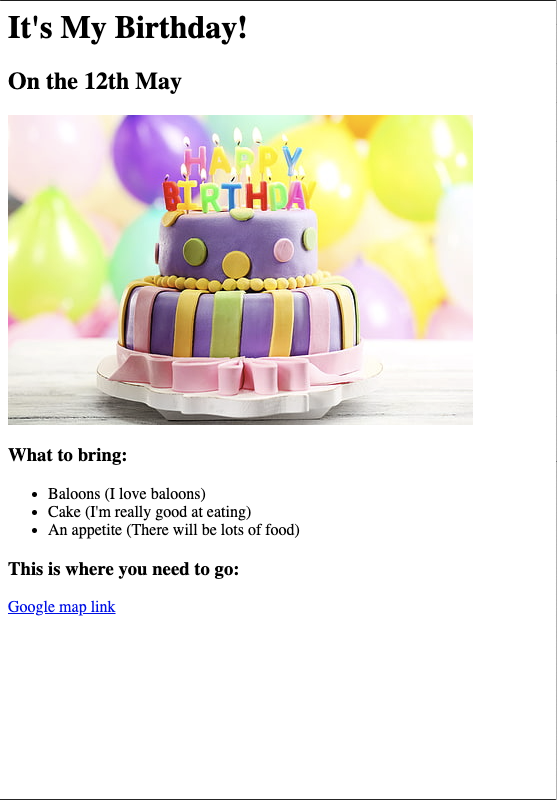 It's My Birthday!
On the 12th May
HAPPY
BIRTHDAY
What to bring:
Baloons (I love baloons)
Cake (I'm really good at eating)
An appetite (There will be lots of food)
This is where you need to go:
Google map link